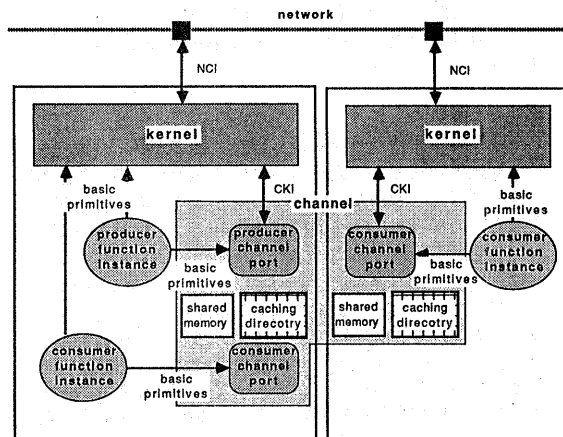 network
NCI
NCI
kernel
kernel
basic
primitives
CKI
channel
CKI
basic
primitives
producer
function
instance
producer
channel
port
consumer
channel
port
consumer
function
instance
basic
primitives
basic
primitives
shared
memory
caching
direcotry
shared
memory
caching
direcotry
consumer
function
instance
consumer
channel
port
basic
primitives